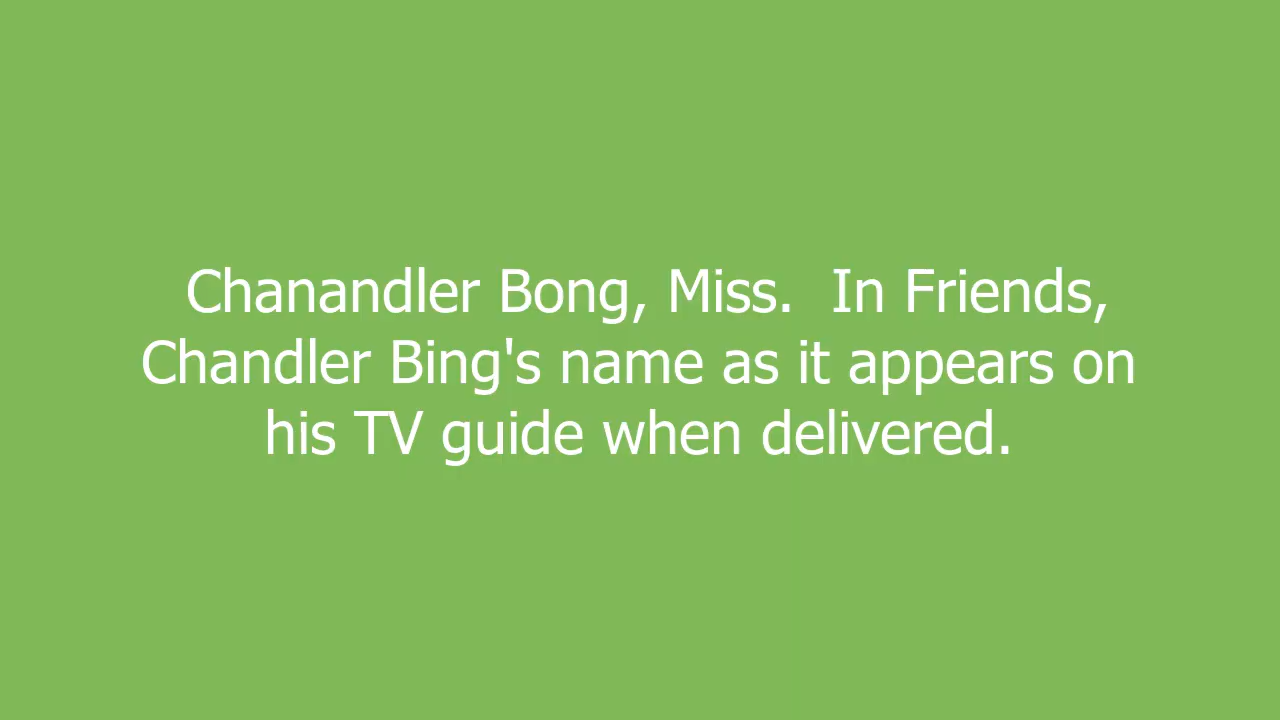 Chanandler Bong, Miss.  In Friends,
Chandler Bing's name as it appears on
his TV guide when delivered.